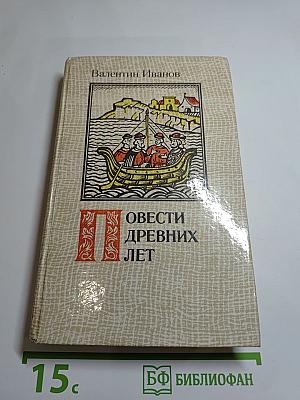 Валентин Иванов
ПОВЕСТИ
ДРЕВНИХ
ЛЕТ
15с
БФ БИБЛИОФАН